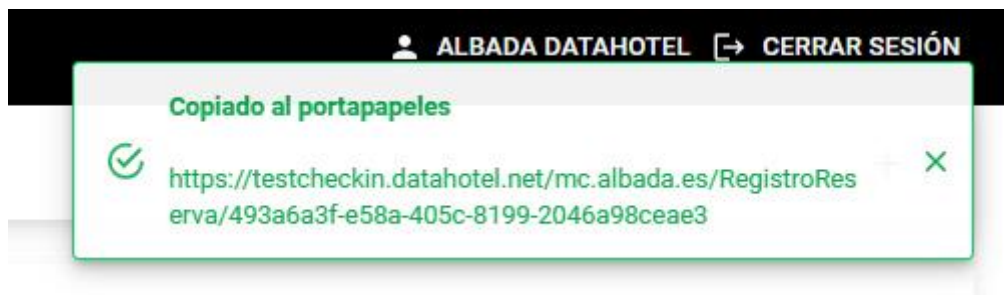 ALBADA DATAHOTEL CERRAR SESIÓN
Copiado al portapapeles
https://testcheckin.datahotel.net/mc.albada.es/RegistroRes
erva/493a6a3f-e58a-405c-8199-2046a98ceae3